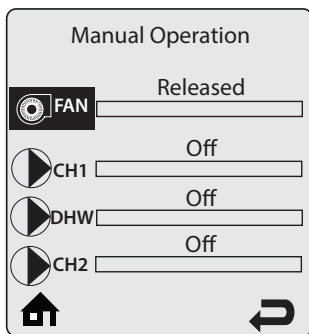 Manual Operation
Released
FAN
Off
CH1
Off
DHW
Off
CH2